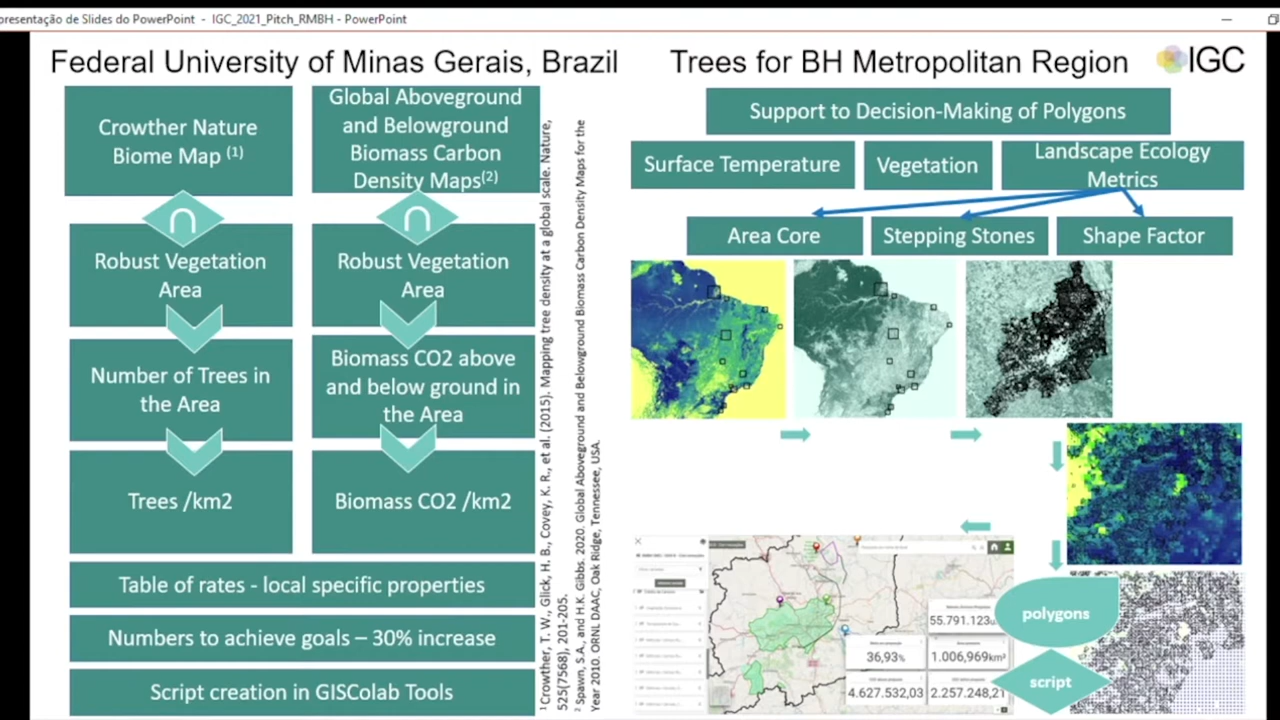 presentação de Slides do PowerPoint - IGC_2021_Pitch_RMBH - PowerPoint
Federal University of Minas Gerais, Brazil
Trees for BH Metropolitan Region
IGC
Crowther Nature
Biome Map (1)
Global Aboveground
and Belowground
Biomass Carbon
Density Maps(2)
∩
∩
Robust Vegetation
Area
Robust Vegetation
Area
Number of Trees in
the Area
Biomass CO2 above
and below ground in
the Area
Trees /km2
Biomass CO2 /km2
Table of rates - local specific properties
Numbers to achieve goals – 30% increase
Script creation in GISColab Tools
1 Crowther, T. W., Glick, H. B., Covey, K. R., et al. (2015). Mapping tree density at a global scale. Nature,
525(7568), 201-205.
2 Spawn, S.A., and H.K. Gibbs. 2020. Global Aboveground and Belowground Biomass Carbon Density Maps for the
Year 2010. ORNL DAAC, Oak Ridge, Tennessee, USA.
Support to Decision-Making of Polygons
Surface Temperature
Vegetation
Landscape Ecology
Metrics
Area Core
Stepping Stones
Shape Factor
55.791.123
36,93%
1.006,969km²
4.627.532,03
2.257.248,21
polygons
script